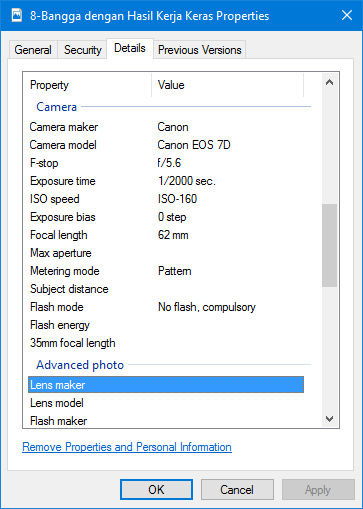 8-Bangga dengan Hasil Kerja Keras Properties
General Security Details Previous Versions
Property Value
Camera
Camera maker Canon
Camera model Canon EOS 7D
F-stop f/5.6
Exposure time 1/2000 sec.
ISO speed ISO-160
Exposure bias 0 step
Focal length 62 mm
Max aperture
Metering mode Pattern
Subject distance
Flash mode No flash, compulsory
Flash energy
35mm focal length
Advanced photo
Lens maker
Lens model
Flash maker
Remove Properties and Personal Information
OK Cancel Apply